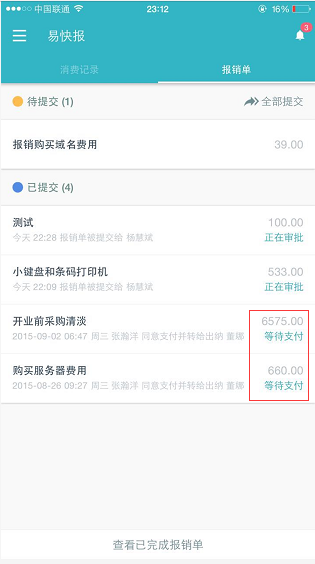 中国联通 23:12 16%
易快报 3
消费记录 报销单
待提交 (1) 全部提交
报销购买域名费用 39.00
已提交 (4)
测试 100.00
今天 22:28 报销单被提交给 杨慧斌 正在审批
小键盘和条码打印机 533.00
今天 22:09 报销单被提交给 杨慧斌 正在审批
开业前采购清淡 6575.00
2015-09-02 06:47 周三 张瀚洋 同意支付并转给出纳 董娜 等待支付
购买服务器费用 660.00
2015-08-26 09:27 周三 张瀚洋 同意支付并转给出纳 董娜 等待支付
查看已完成报销单